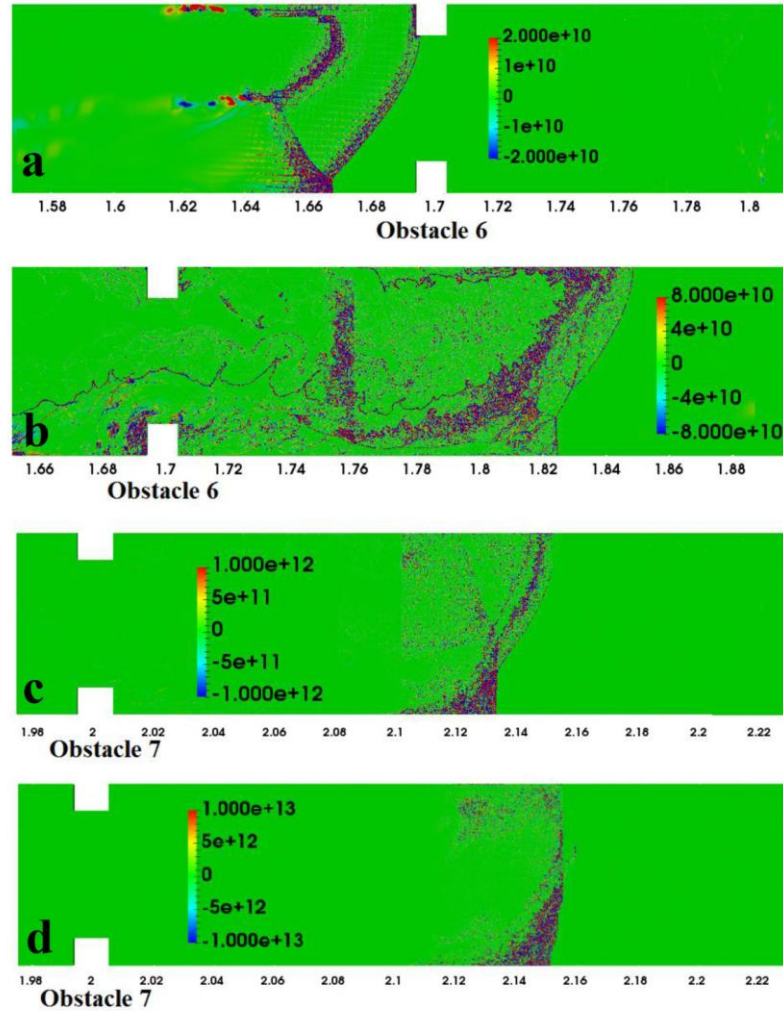 2.000e+10
1e+10
0
-1e+10
-2.000e+10
a
1.58 1.6 1.62 1.64 1.66 1.68 1.7 1.72 1.74 1.76 1.78 1.8
Obstacle 6
8.000e+10
4e+10
0
-4e+10
-8.000e+10
b
1.66 1.68 1.7 1.72 1.74 1.76 1.78 1.8 1.82 1.84 1.86 1.88
Obstacle 6
1.000e+12
5e+11
0
-5e+11
-1.000e+12
c
1.98 2 2.02 2.04 2.06 2.08 2.1 2.12 2.14 2.16 2.18 2.2 2.22
Obstacle 7
1.000e+13
5e+12
0
-5e+12
-1.000e+13
d
1.98 2 2.02 2.04 2.06 2.08 2.1 2.12 2.14 2.16 2.18 2.2 2.22
Obstacle 7